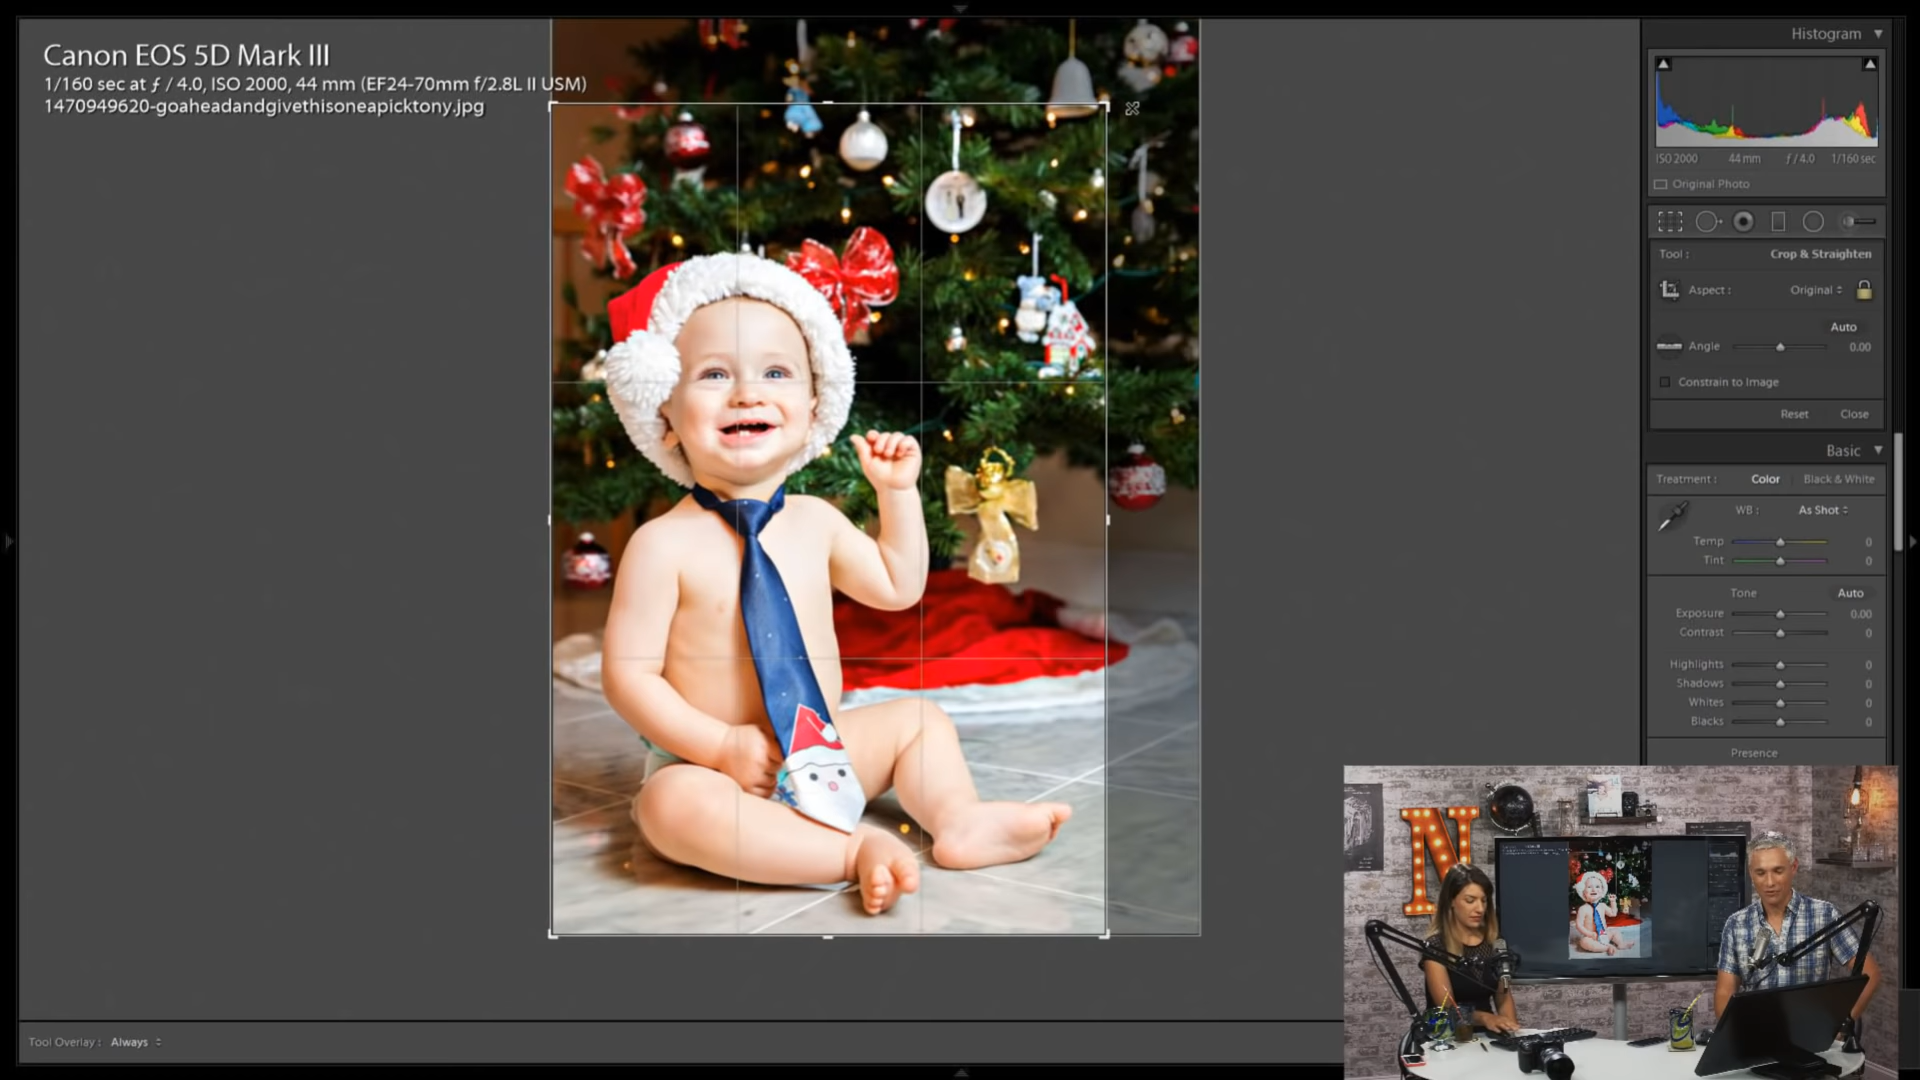 Canon EOS 5D Mark III
1/160 sec at ƒ / 4.0, ISO 2000, 44 mm (EF24-70mm f/2.8L II USM)
1470949620-goaheadandgivethisoneapicktony.jpg
Histogram
ISO 2000 44 mm ƒ / 4.0 1/160 sec
Original Photo
Tool : Crop & Straighten
Aspect : Original
Auto
Angle 0.00
Constrain to Image
Reset Close
Basic
Treatment : Color Black & White
WB : As Shot
Temp 0
Tint 0
Tone Auto
Exposure 0.00
Contrast 0
Highlights 0
Shadows 0
Whites 0
Blacks 0
Presence
N
Tool Overlay : Always